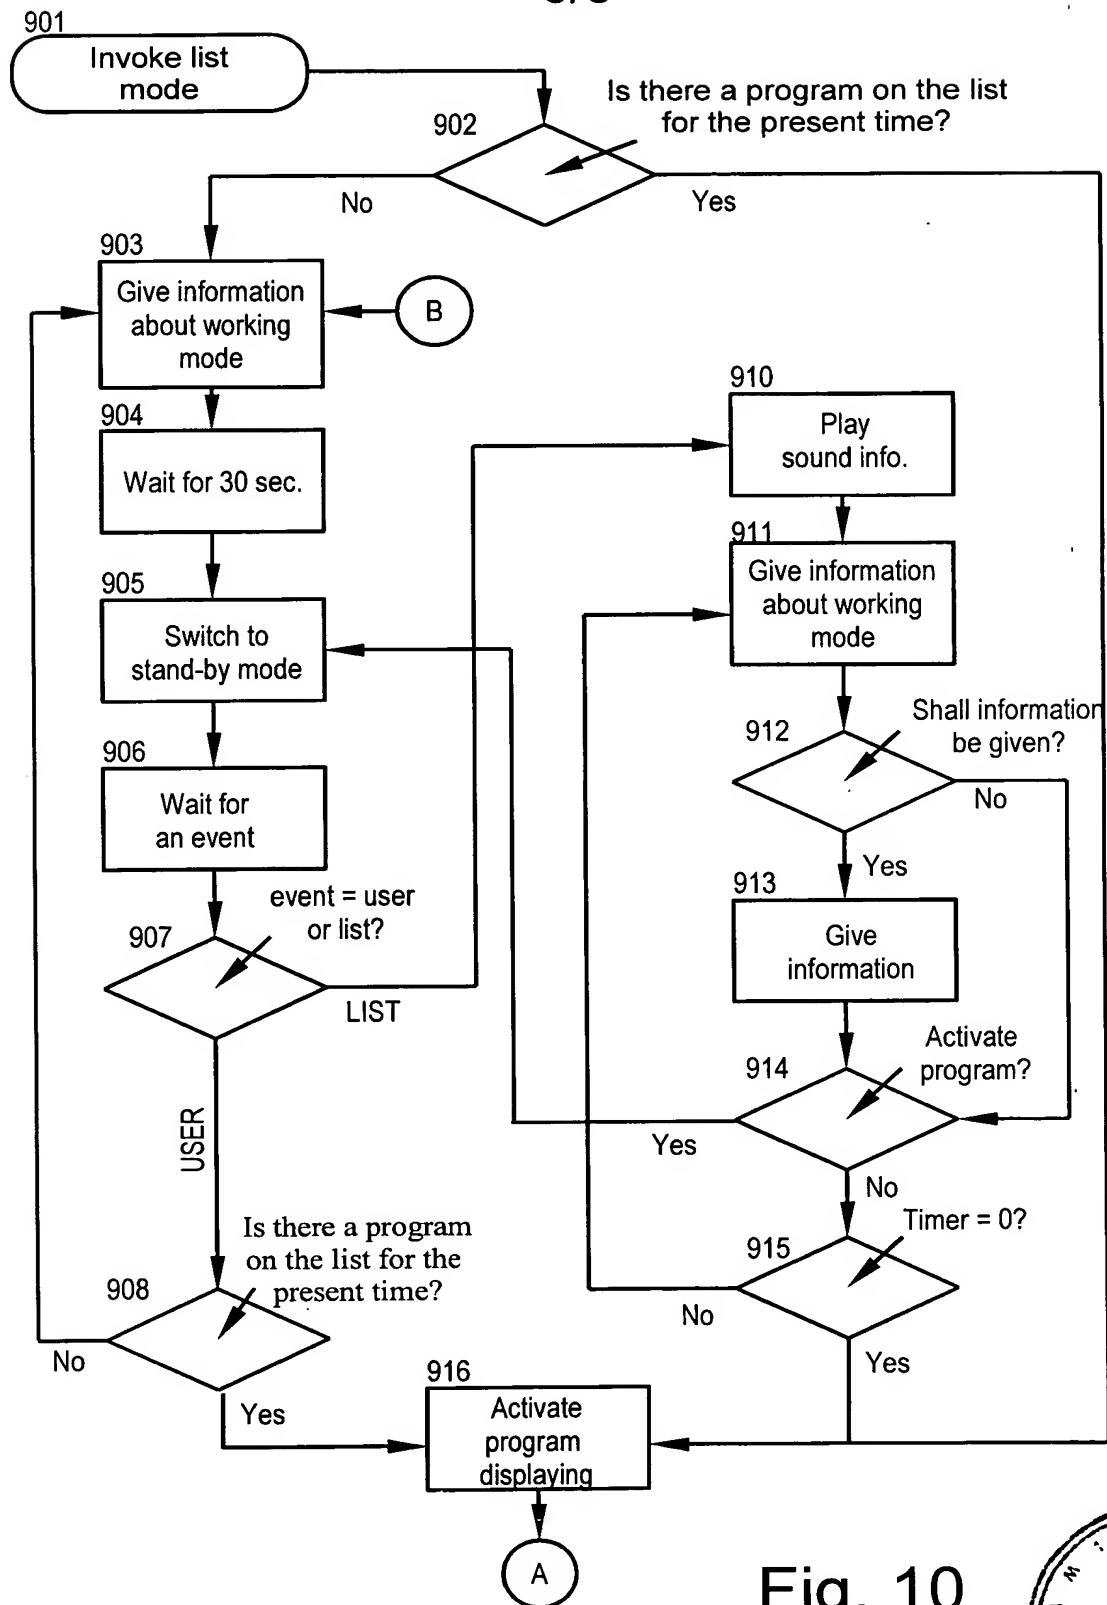 901
Invoke list
mode
902
Is there a program on the list
for the present time?
No
Yes
903
Give information
about working
mode
B
904
Wait for 30 sec.
905
Switch to
stand-by mode
906
Wait for
an event
event = user
or list?
907
LIST
USER
Is there a program
on the list for the
present time?
908
No
Yes
910
Play
sound info.
911
Give information
about working
mode
Shall information
be given?
912
No
Yes
913
Give
information
Activate
program?
914
Yes
No
Timer = 0?
915
No
Yes
916
Activate
program
displaying
A
Fig. 10